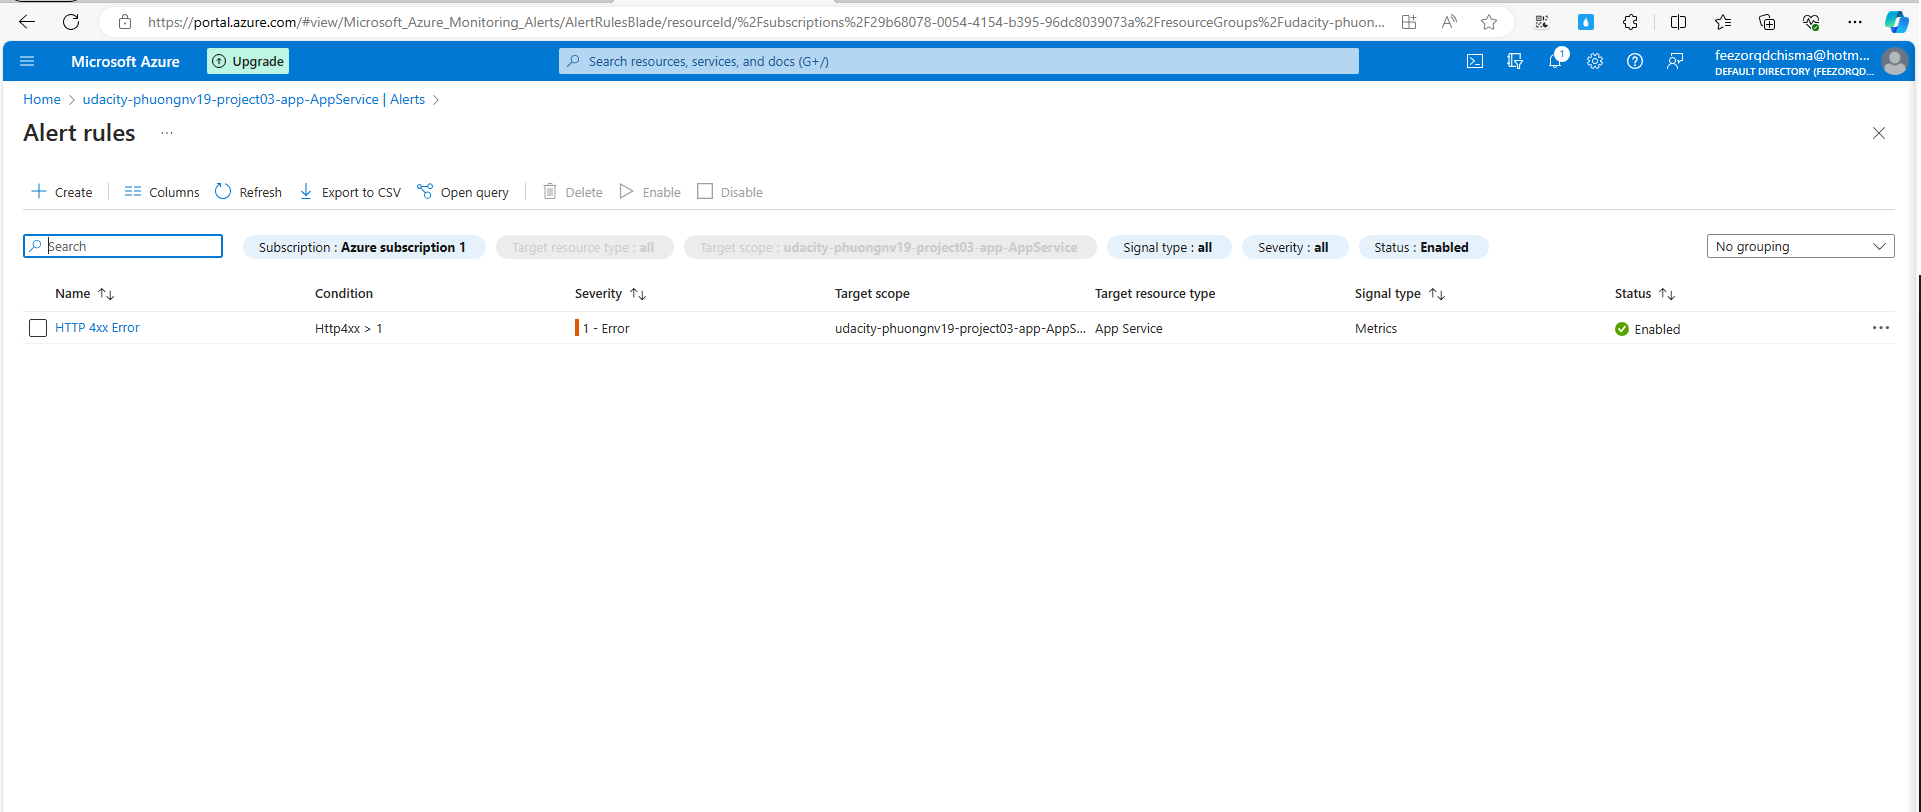 https://portal.azure.com/#view/Microsoft_Azure_Monitoring_Alerts/AlertRulesBlade/resourceId/%2Fsubscriptions%2F29b68078-0054-4154-b395-96dc8039073a%2FresourceGroups%2Fudacity-phuon...
Microsoft Azure
Upgrade
Search resources, services, and docs (G+/)
1
feezorqdchisma@hotm...
DEFAULT DIRECTORY (FEEZORQD...
Home > udacity-phuongnv19-project03-app-AppService | Alerts >
Alert rules ...
Create Columns Refresh Export to CSV Open query Delete Enable Disable
Search Subscription : Azure subscription 1 Target resource type : all Target scope : udacity-phuongnv19-project03-app-AppService Signal type : all Severity : all Status : Enabled No grouping
Name Condition Severity Target scope Target resource type Signal type Status
HTTP 4xx Error Http4xx > 1 1 - Error udacity-phuongnv19-project03-app-AppS... App Service Metrics Enabled ...